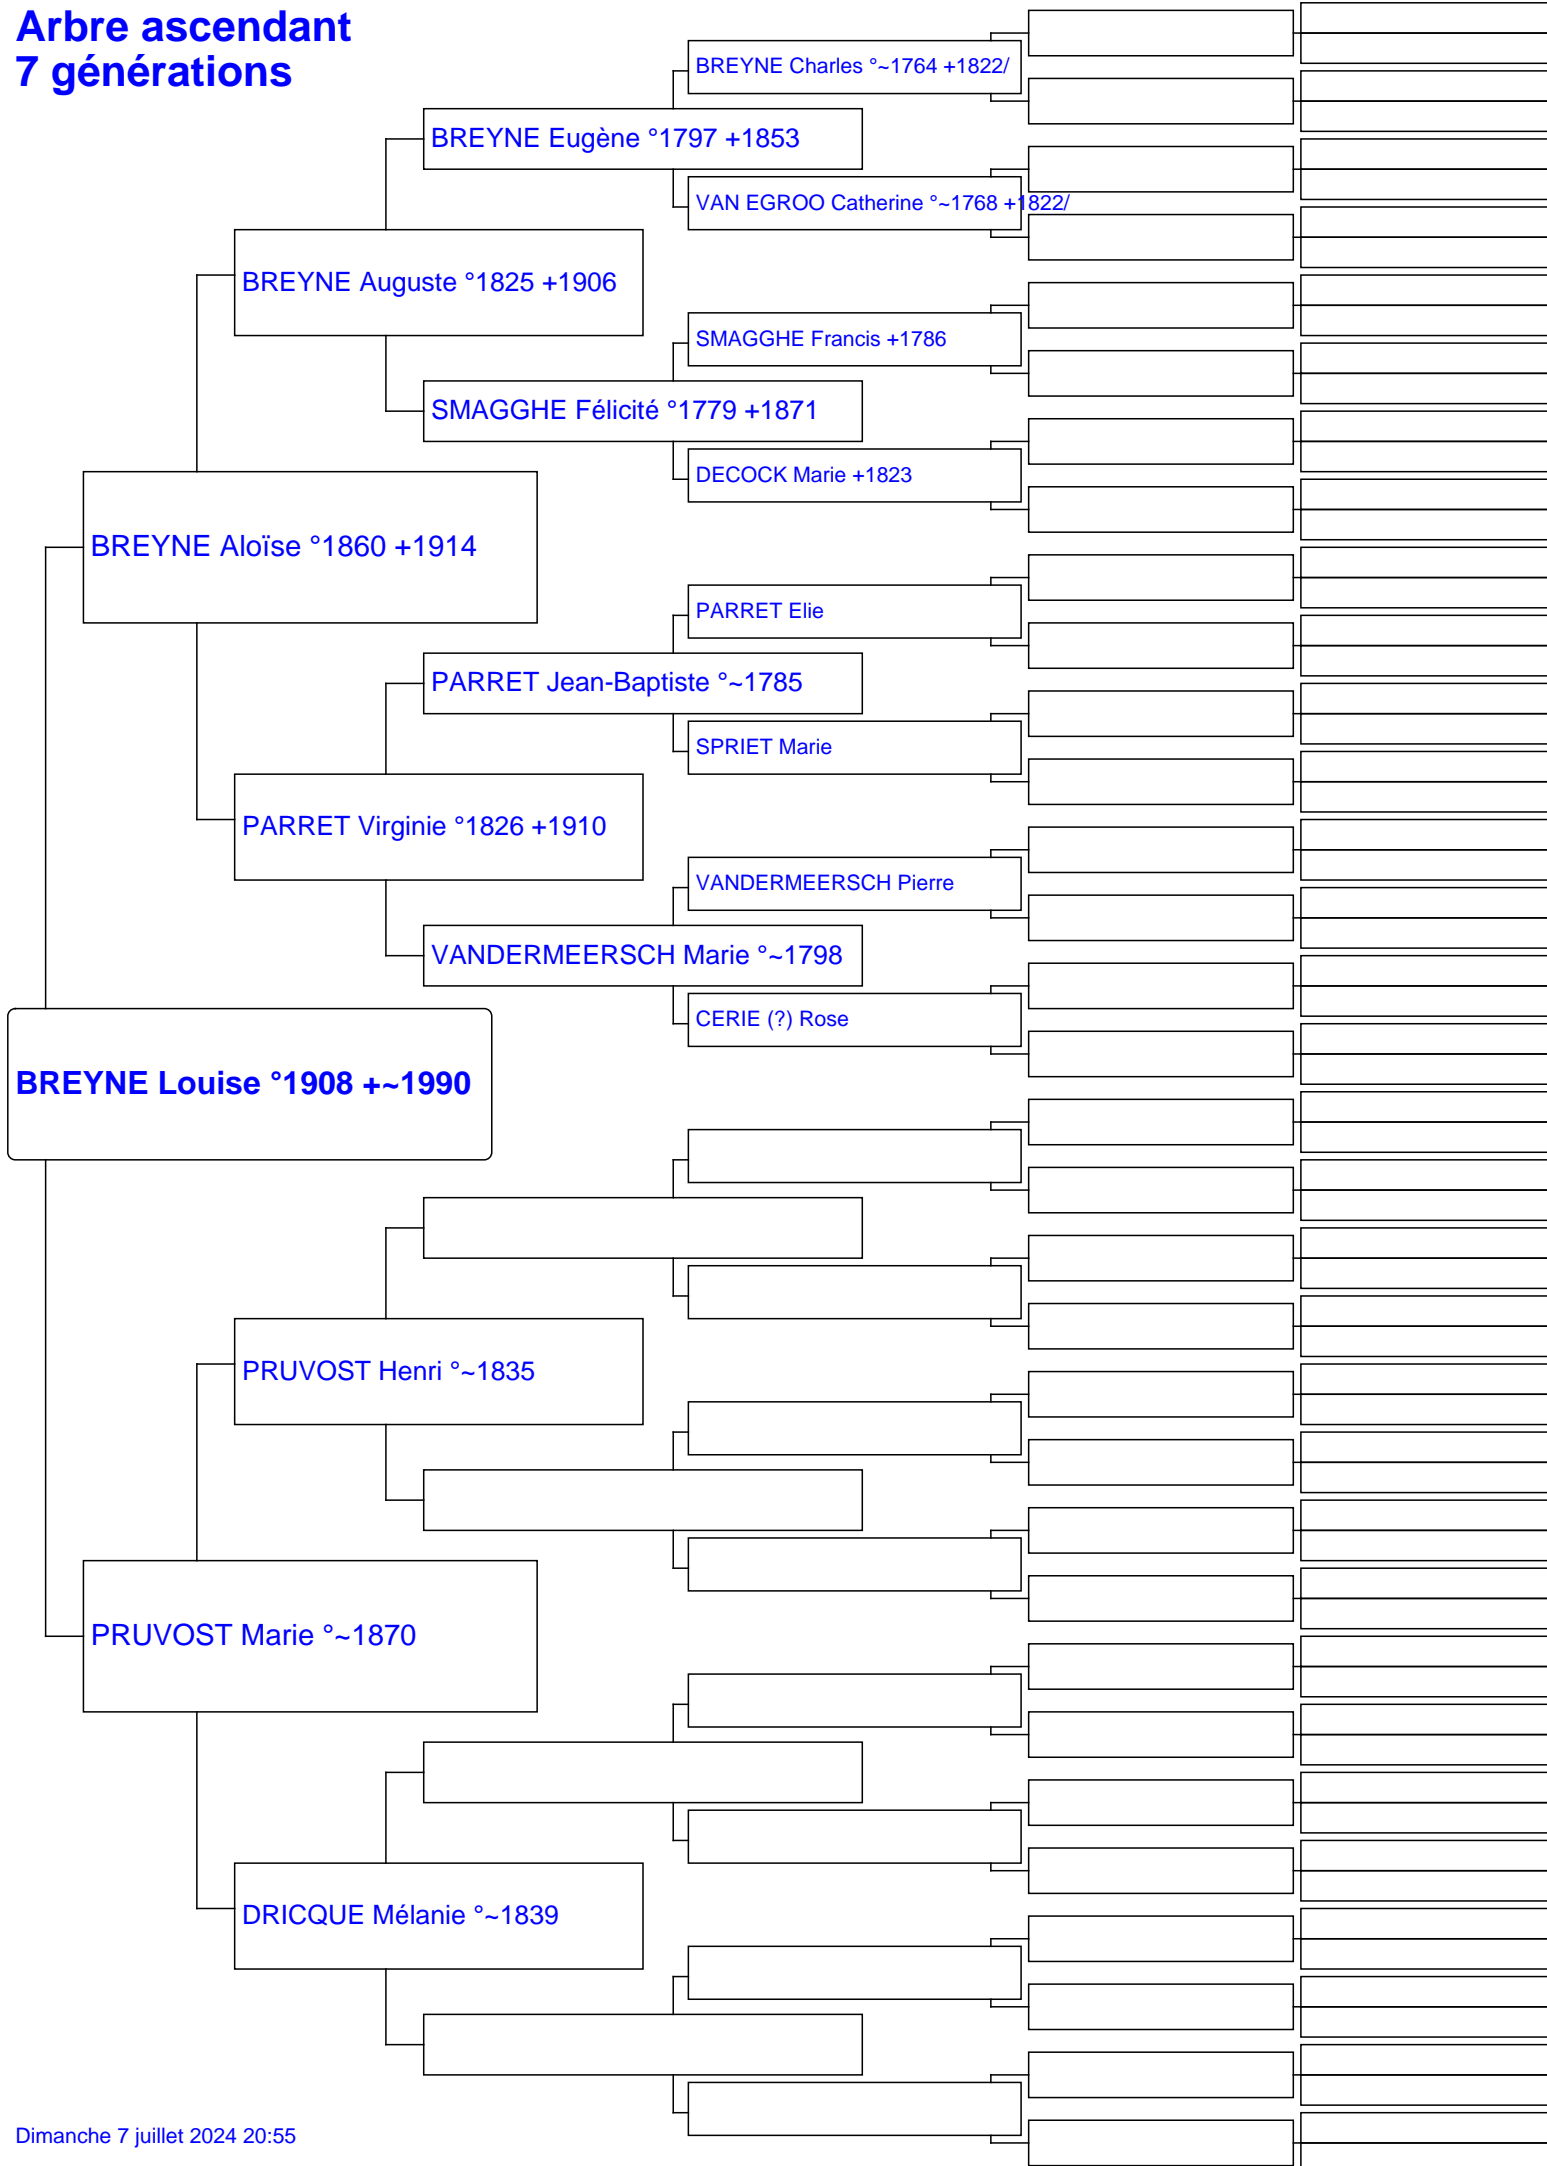 Arbre ascendant
7 générations
BREYNE Charles °~1764 +1822/
BREYNE Eugène °1797 +1853
VAN EGROO Catherine °~1768 +1822/
BREYNE Auguste °1825 +1906
SMAGGHE Francis +1786
SMAGGHE Félicité °1779 +1871
DECOCK Marie +1823
BREYNE Aloïse °1860 +1914
PARRET Elie
PARRET Jean-Baptiste °~1785
SPRIET Marie
PARRET Virginie °1826 +1910
VANDERMEERSCH Pierre
VANDERMEERSCH Marie °~1798
CERIE (?) Rose
BREYNE Louise °1908 +~1990
PRUVOST Henri °~1835
PRUVOST Marie °~1870
DRICQUE Mélanie °~1839
Dimanche 7 juillet 2024 20:55